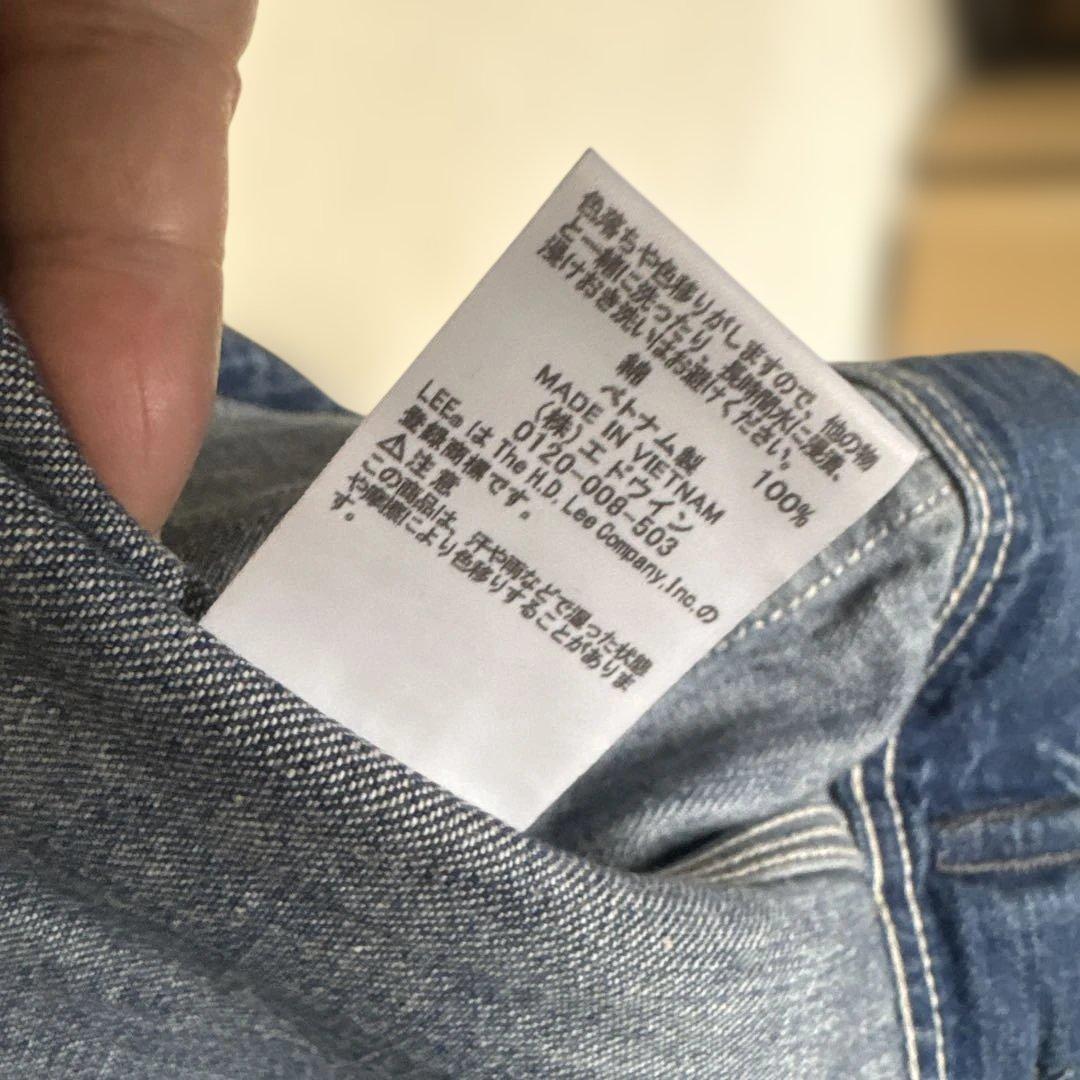 色落ちや色移りがしますので、他の物
と一緒に洗ったり、長時間水に浸漬、
漬けおき洗いはお避けください。
綿 100%
ベトナム製
MADE IN VIETNAM
(株)エドウイン
0120-008-503
LEE® は The H.D. Lee Company,Inc.の
登録商標です。
⚠注意
この商品は、汗や雨などで湿った状態
や摩擦により色移りすることがありま
す。